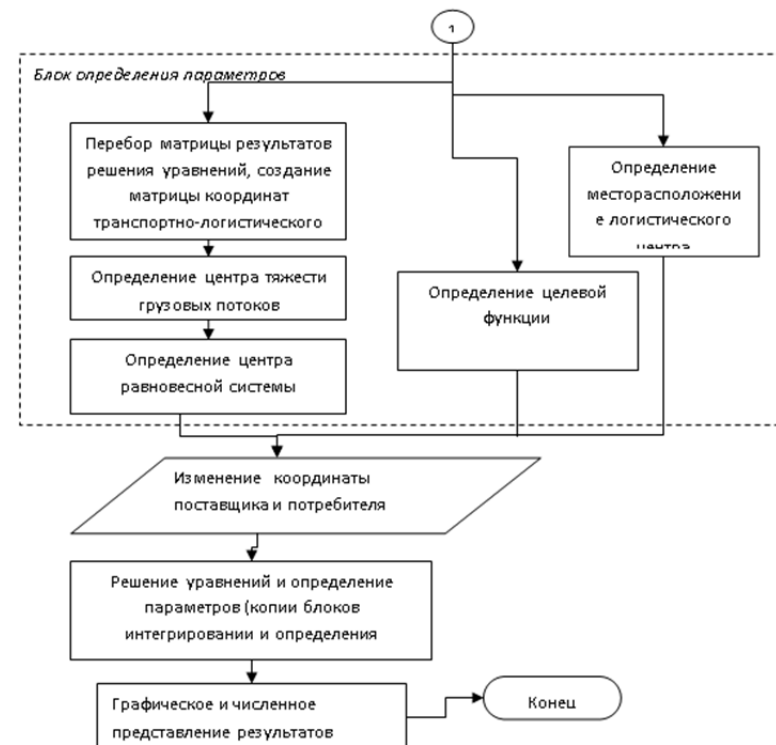 1
Блок определения параметров
Перебор матрицы результатов
решения уравнений, создание
матрицы координат
транспортно-логистического
Определение
месторасположени
е логистического
центра
Определение центра тяжести
грузовых потоков
Определение целевой
функции
Определение центра
равновесной системы
Изменение координаты
поставщика и потребителя
Решение уравнений и определение
параметров (копии блоков
интегрировании и определения
Графическое и численное
представление результатов
Конец